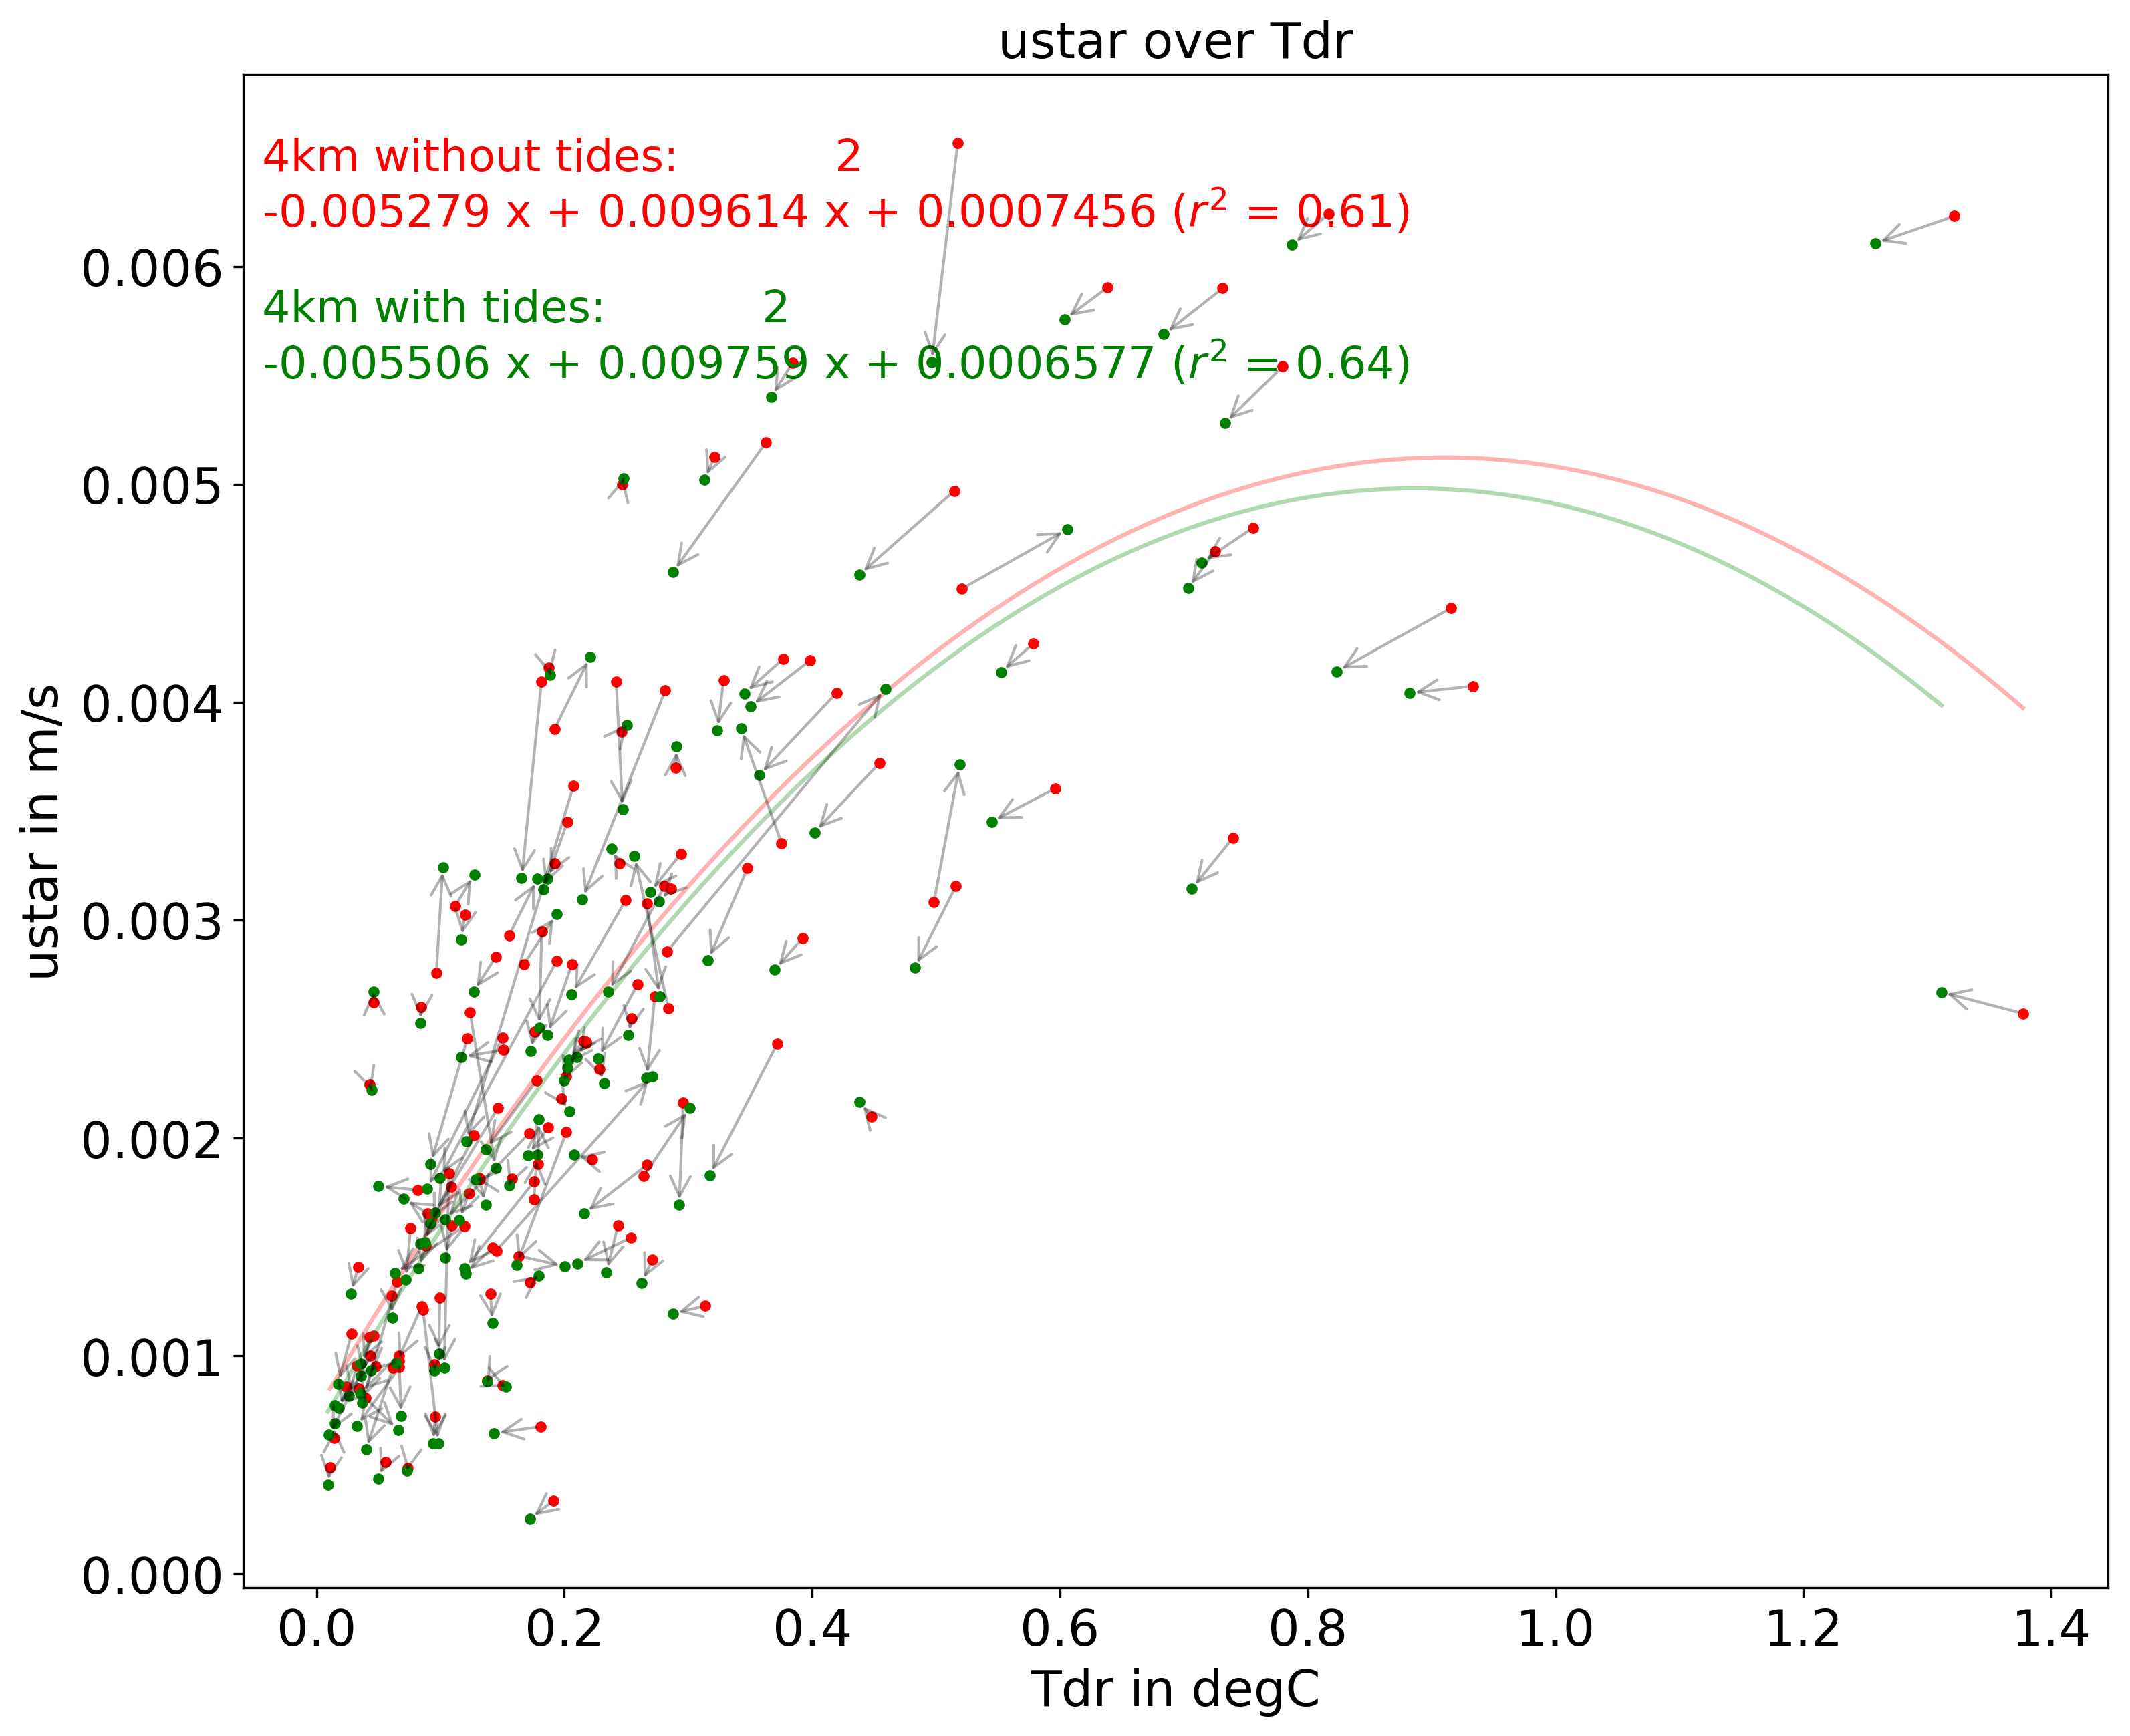 ustar over Tdr
4km without tides: 2
-0.005279 x + 0.009614 x + 0.0007456 (r² = 0.61)
4km with tides: 2
-0.005506 x + 0.009759 x + 0.0006577 (r² = 0.64)
0.006
0.005
0.004
0.003
0.002
0.001
0.000
ustar in m/s
0.0 0.2 0.4 0.6 0.8 1.0 1.2 1.4
Tdr in degC